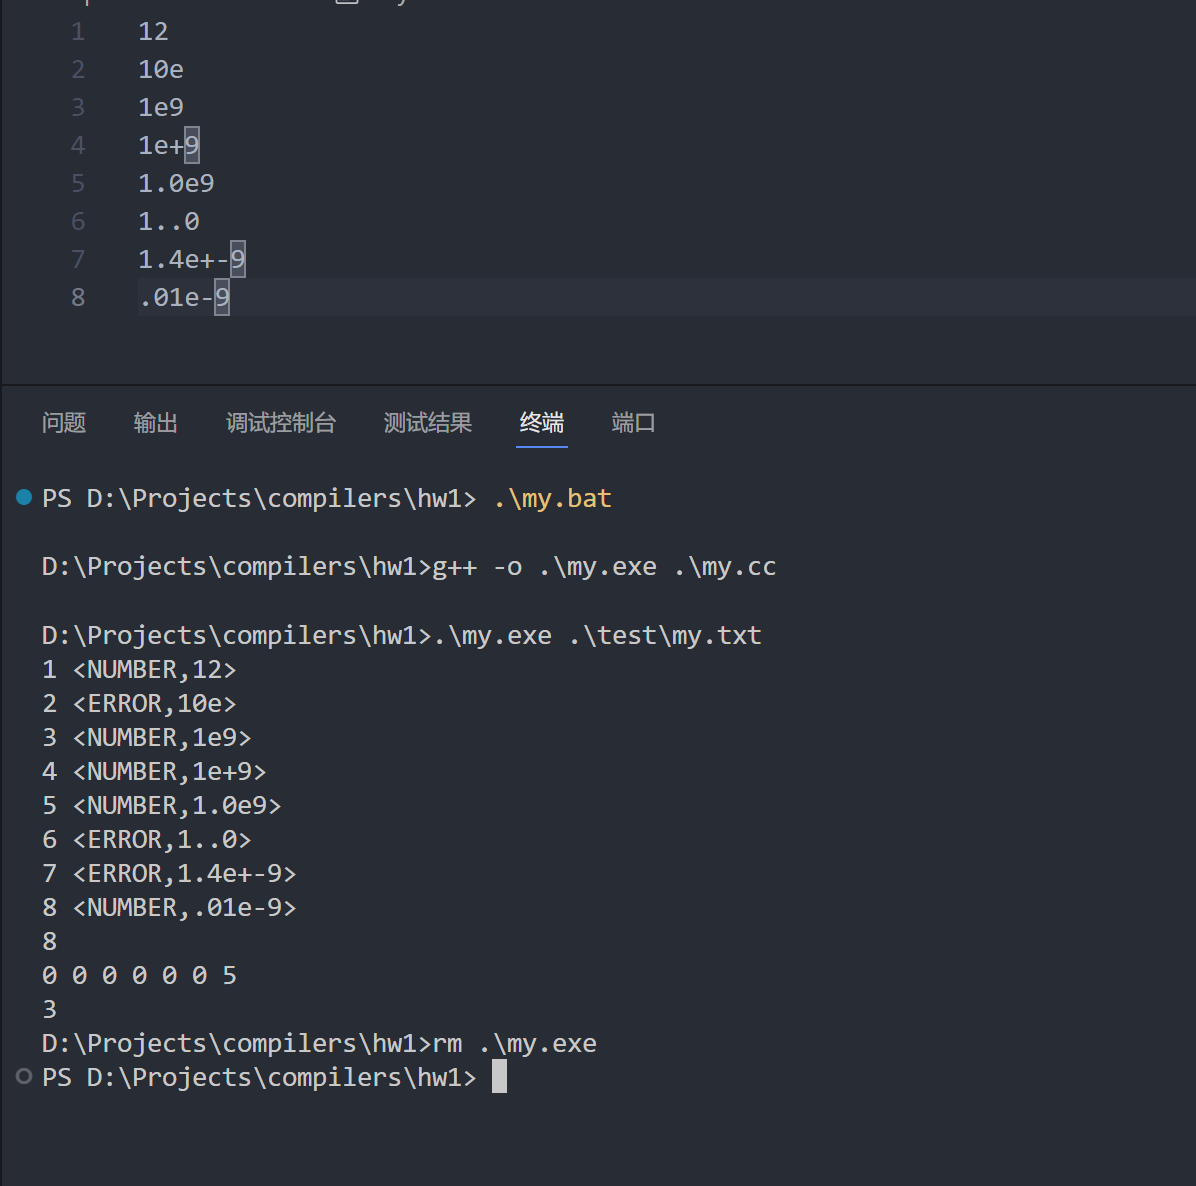 1 12
2 10e
3 1e9
4 1e+9
5 1.0e9
6 1..0
7 1.4e+-9
8 .01e-9
问题 输出 调试控制台 测试结果 终端 端口
PS D:\Projects\compilers\hw1> .\my.bat
D:\Projects\compilers\hw1>g++ -o .\my.exe .\my.cc
D:\Projects\compilers\hw1>.\my.exe .\test\my.txt
1 <NUMBER,12>
2 <ERROR,10e>
3 <NUMBER,1e9>
4 <NUMBER,1e+9>
5 <NUMBER,1.0e9>
6 <ERROR,1..0>
7 <ERROR,1.4e+-9>
8 <NUMBER,.01e-9>
8
0 0 0 0 0 0 5
3
D:\Projects\compilers\hw1>rm .\my.exe
PS D:\Projects\compilers\hw1>